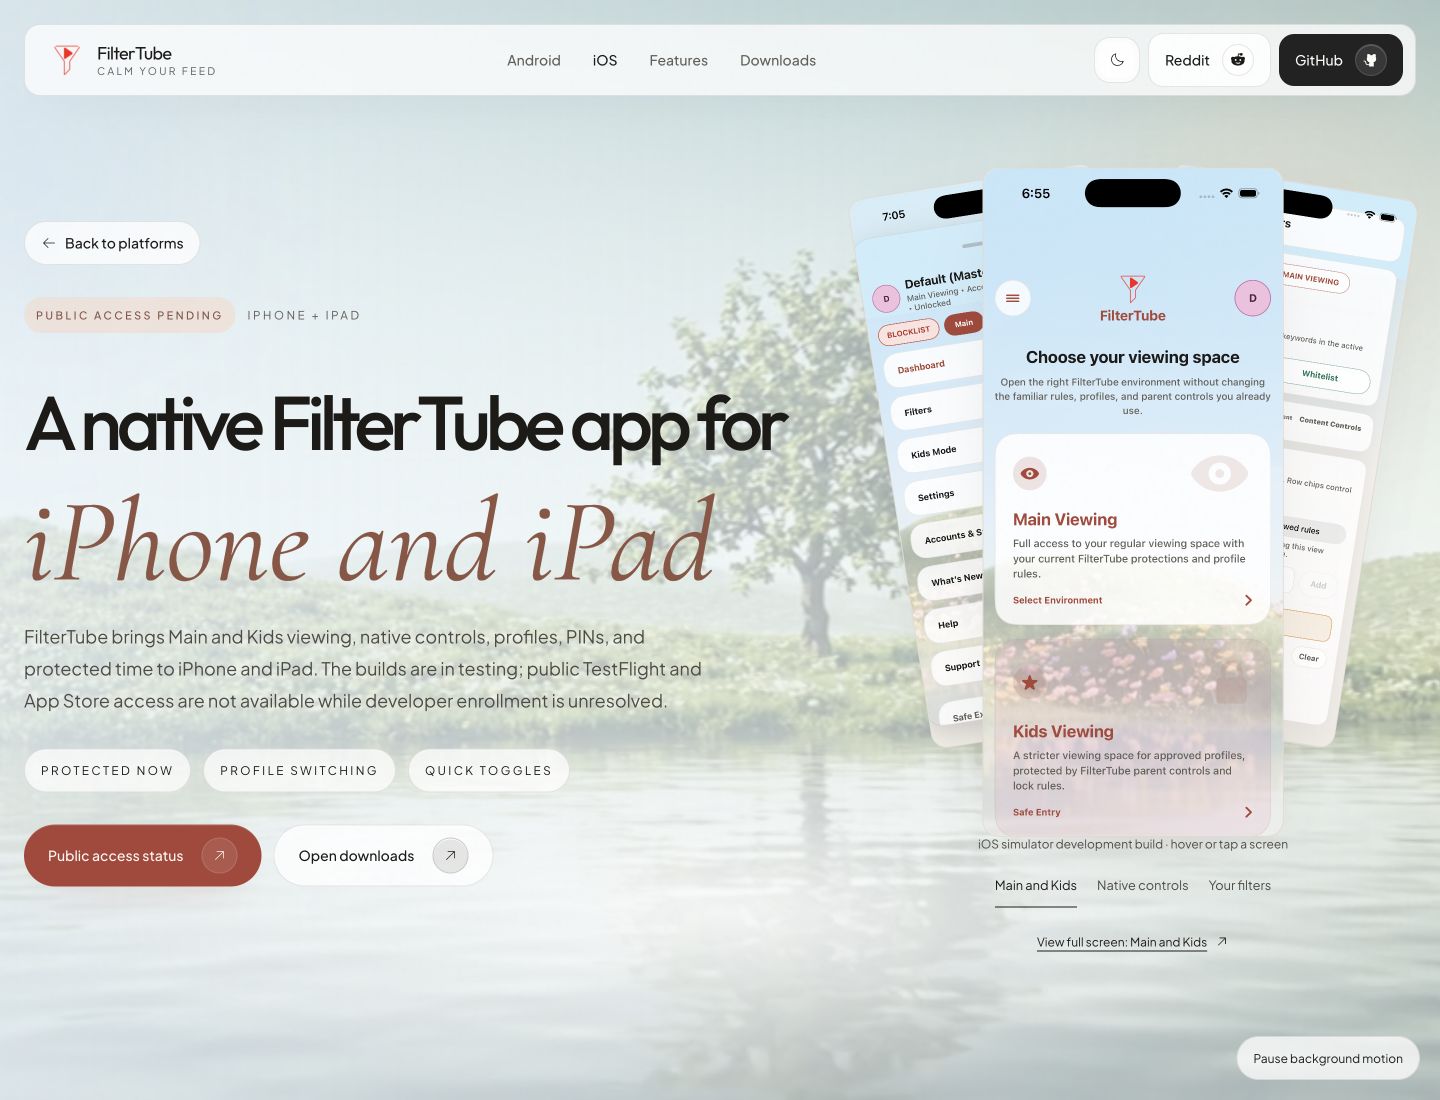 FilterTube
CALM YOUR FEED
Android
iOS
Features
Downloads
Reddit
GitHub
Back to platforms
PUBLIC ACCESS PENDING
IPHONE + IPAD
A native FilterTube app for
iPhone and iPad
FilterTube brings Main and Kids viewing, native controls, profiles, PINs, and
protected time to iPhone and iPad. The builds are in testing; public TestFlight and
App Store access are not available while developer enrollment is unresolved.
PROTECTED NOW
PROFILE SWITCHING
QUICK TOGGLES
Public access status
Open downloads
7:05
D
Default
Main Viewing •
• Unlocked
BLOCKLIST
Main
Dashboard
Filters
Kids Mode
Settings
Accounts &
What's New
Help
Support
Safe
6:55
FilterTube
D
Choose your viewing space
Open the right FilterTube environment without changing
the familiar rules, profiles, and parent controls you already
use.
Main Viewing
Full access to your regular viewing space with
your current FilterTube protections and profile
rules.
Select Environment
Kids Viewing
A stricter viewing space for approved profiles,
protected by FilterTube parent controls and
lock rules.
Safe Entry
MAIN VIEWING
keywords in the active
Whitelist
Content Controls
Row chips control
rules
this view
Add
Clear
iOS simulator development build · hover or tap a screen
Main and Kids
Native controls
Your filters
View full screen: Main and Kids
Pause background motion